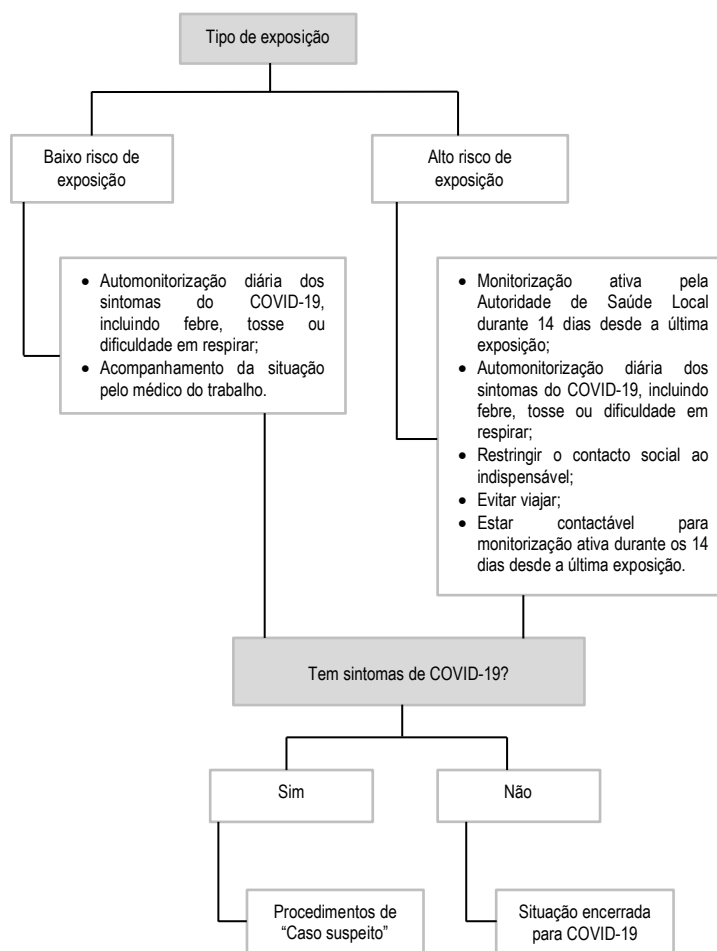 Tipo de exposição
Baixo risco de
exposição
Alto risco de
exposição
• Automonitorização diária dos
sintomas do COVID-19,
incluindo febre, tosse ou
dificuldade em respirar;
• Acompanhamento da situação
pelo médico do trabalho.
• Monitorização ativa pela
Autoridade de Saúde Local
durante 14 dias desde a última
exposição;
• Automonitorização diária dos
sintomas do COVID-19, incluindo
febre, tosse ou dificuldade em
respirar;
• Restringir o contacto social ao
indispensável;
• Evitar viajar;
• Estar contactável para
monitorização ativa durante os 14
dias desde a última exposição.
Tem sintomas de COVID-19?
Sim
Não
Procedimentos de
“Caso suspeito”
Situação encerrada
para COVID-19